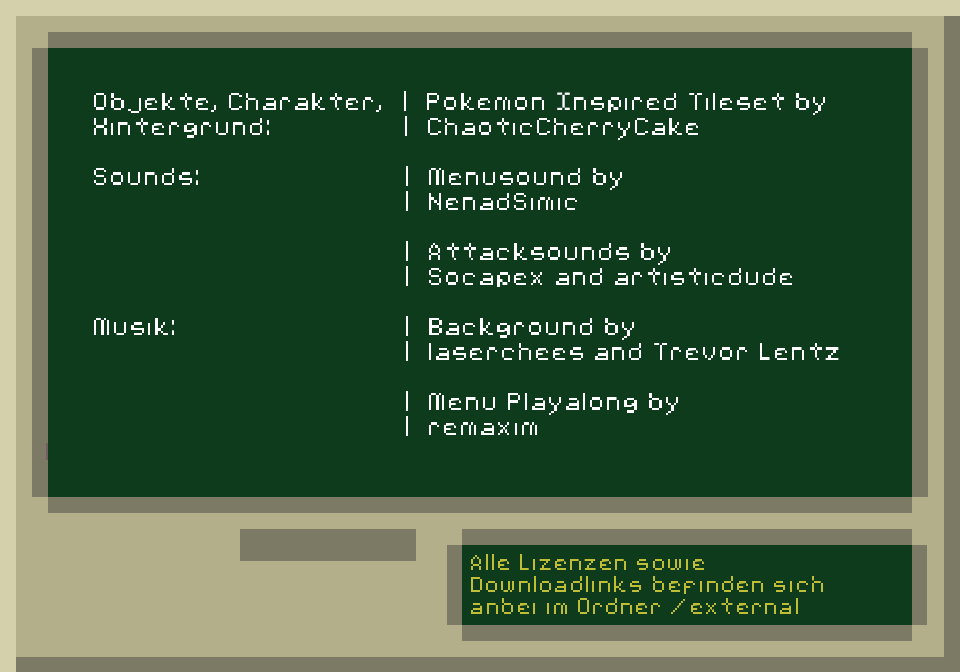 Objekte, Charakter, | Pokemon Inspired Tileset by
Hintergrund: | ChaoticCherryCake
Sounds: | Menusound by
| NenadSimic
| Attacksounds by
| Socapex and artisticdude
Musik: | Background by
| laserchees and Trevor Lentz
| Menu Playalong by
| remaxim
Alle Lizenzen sowie
Downloadlinks befinden sich
anbei im Ordner /external